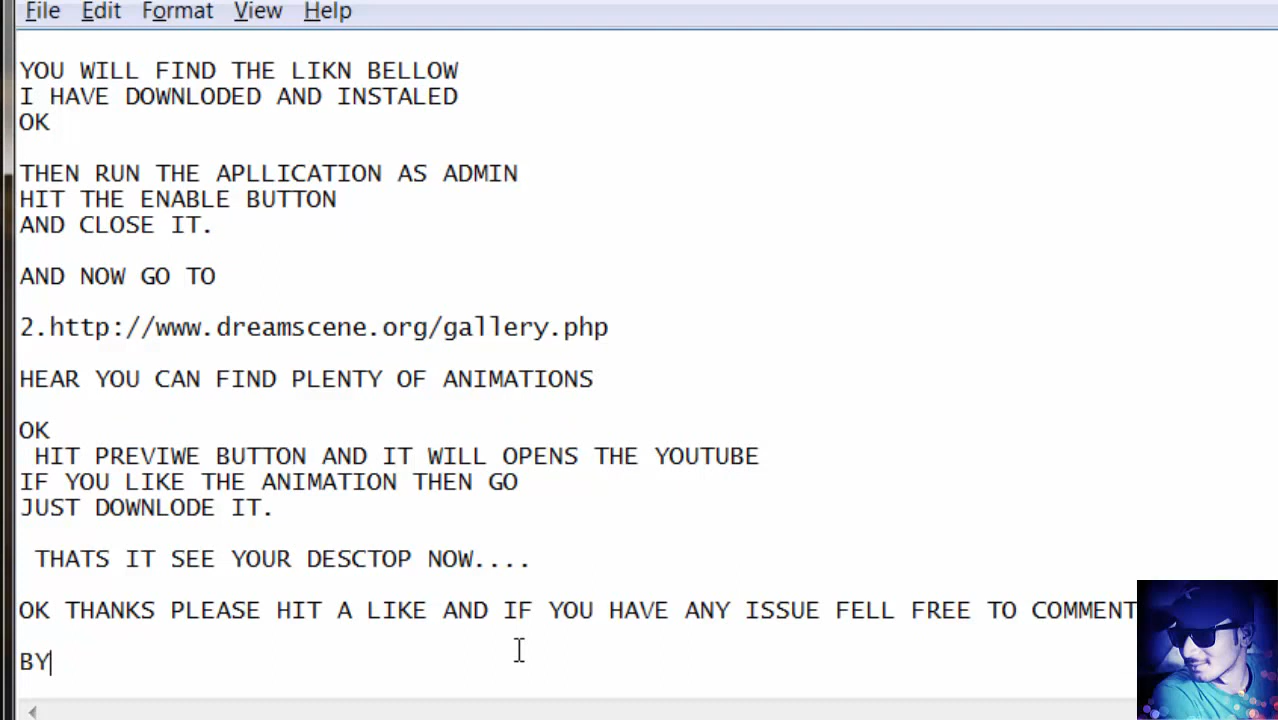 File Edit Format View Help
YOU WILL FIND THE LIKN BELLOW
I HAVE DOWNLODED AND INSTALED
OK
THEN RUN THE APLLICATION AS ADMIN
HIT THE ENABLE BUTTON
AND CLOSE IT.
AND NOW GO TO
2.http://www.dreamscene.org/gallery.php
HEAR YOU CAN FIND PLENTY OF ANIMATIONS
OK
HIT PREVIWE BUTTON AND IT WILL OPENS THE YOUTUBE
IF YOU LIKE THE ANIMATION THEN GO
JUST DOWNLODE IT.
THATS IT SEE YOUR DESCTOP NOW....
OK THANKS PLEASE HIT A LIKE AND IF YOU HAVE ANY ISSUE FELL FREE TO COMMENT
BY